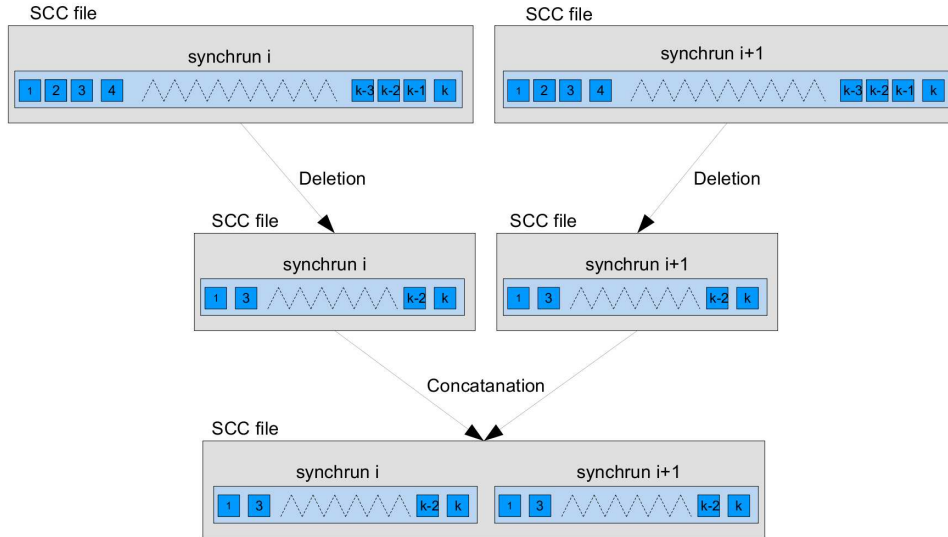 SCC file SCC file
synchrun i synchrun i+1
1 2 3 4 k-3 k-2 k-1 k 1 2 3 4 k-3 k-2 k-1 k
Deletion Deletion
SCC file SCC file
synchrun i synchrun i+1
1 3 k-2 k 1 3 k-2 k
Concatanation
SCC file
synchrun i synchrun i+1
1 3 k-2 k 1 3 k-2 k